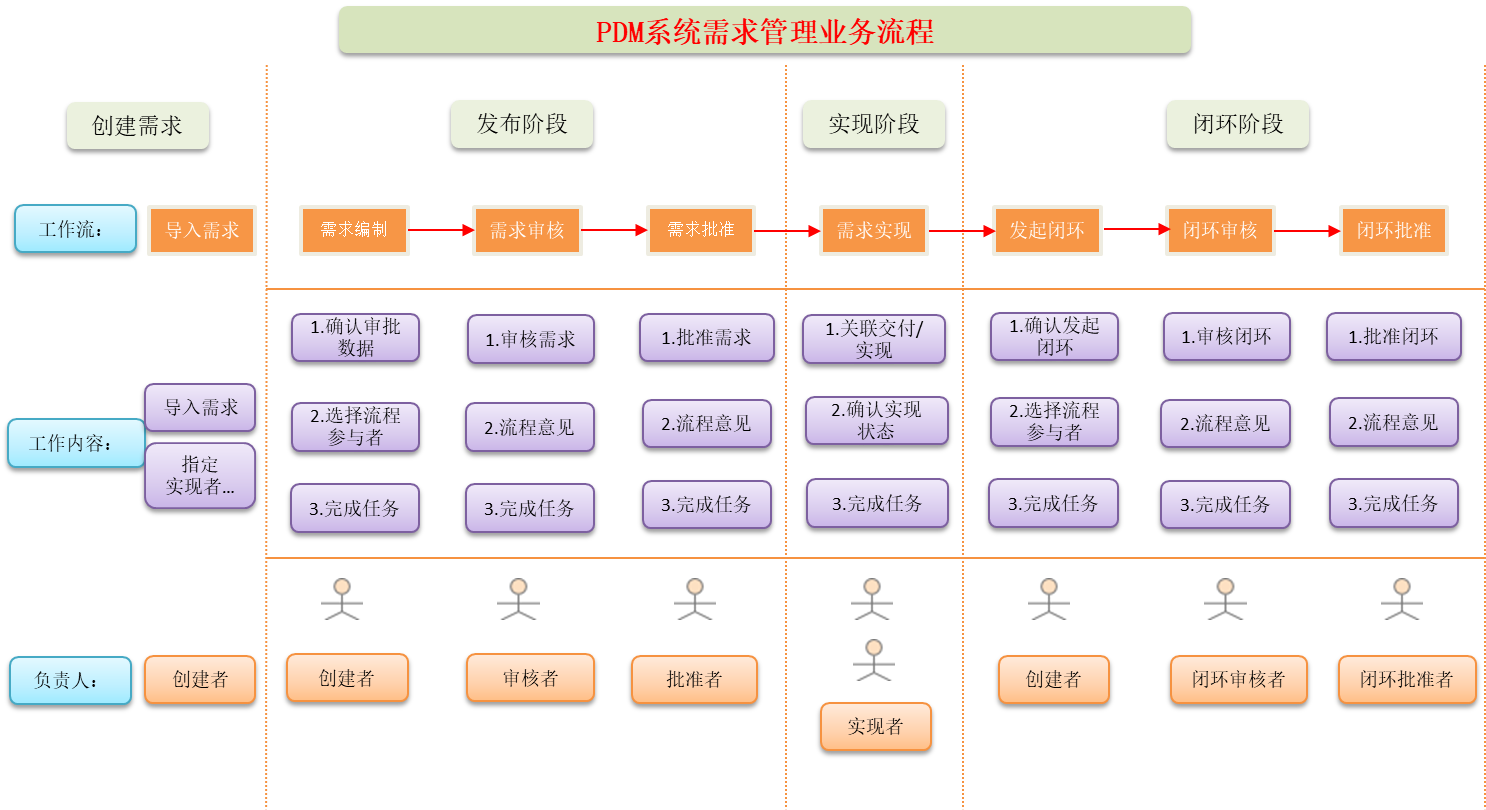 PDM系统需求管理业务流程
创建需求
发布阶段
实现阶段
闭环阶段
工作流：
导入需求
需求编制
需求审核
需求批准
需求实现
发起闭环
闭环审核
闭环批准
工作内容：
导入需求
指定
实现者...
1.确认审批
数据
1.审核需求
1.批准需求
1.关联交付/
实现
1.确认发起
闭环
1.审核闭环
1.批准闭环
2.选择流程
参与者
2.流程意见
2.流程意见
2.确认实现
状态
2.选择流程
参与者
2.流程意见
2.流程意见
3.完成任务
3.完成任务
3.完成任务
3.完成任务
3.完成任务
3.完成任务
3.完成任务
负责人：
创建者
创建者
审核者
批准者
实现者
创建者
闭环审核者
闭环批准者